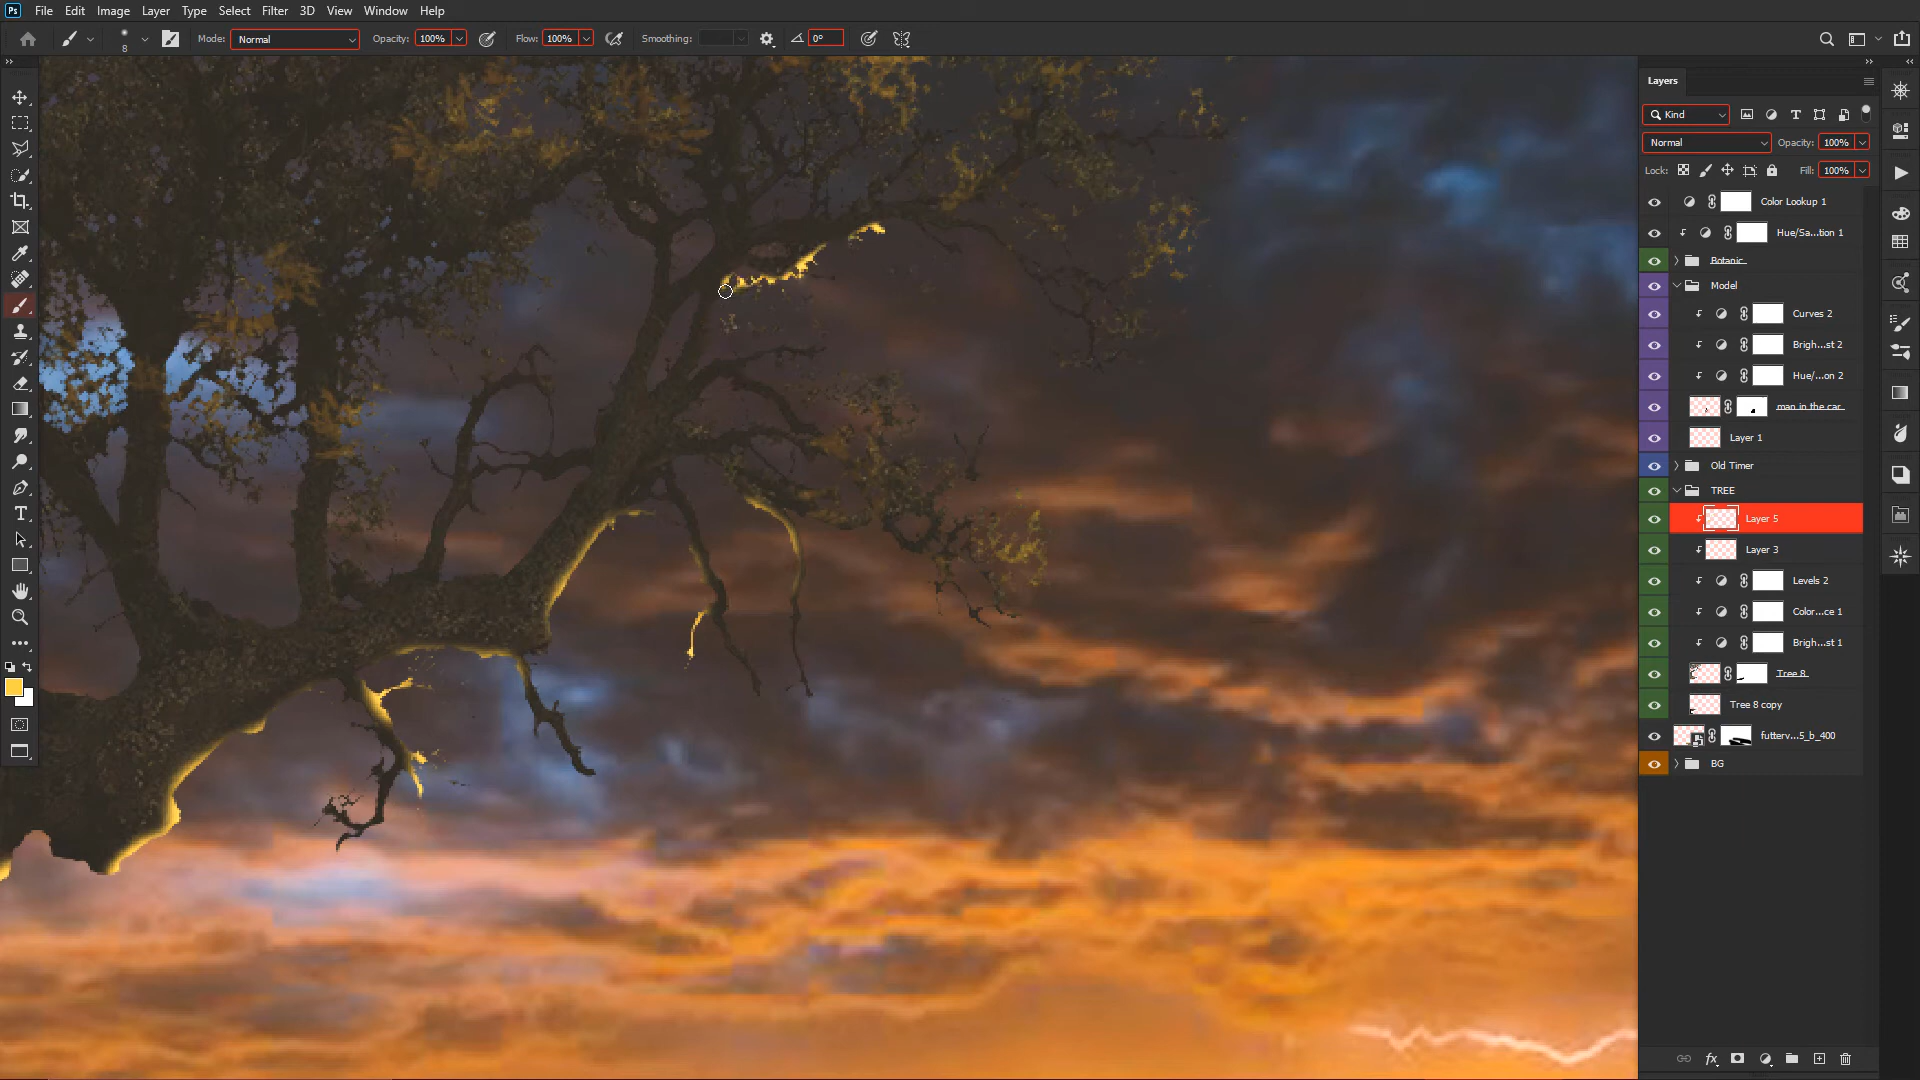 Ps File Edit Image Layer Type Select Filter 3D View Window Help
8 Mode: Normal Opacity: 100% Flow: 100% Smoothing: 0°
Layers
Kind
Normal Opacity: 100%
Lock: Fill: 100%
Color Lookup 1
Hue/Sa...tion 1
Botanic
Model
Curves 2
Brigh...st 2
Hue/...on 2
man in the car
Layer 1
Old Timer
TREE
Layer 5
Layer 3
Levels 2
Color...ce 1
Brigh...st 1
Tree 8
Tree 8 copy
futterv...5_b_400
BG
fx